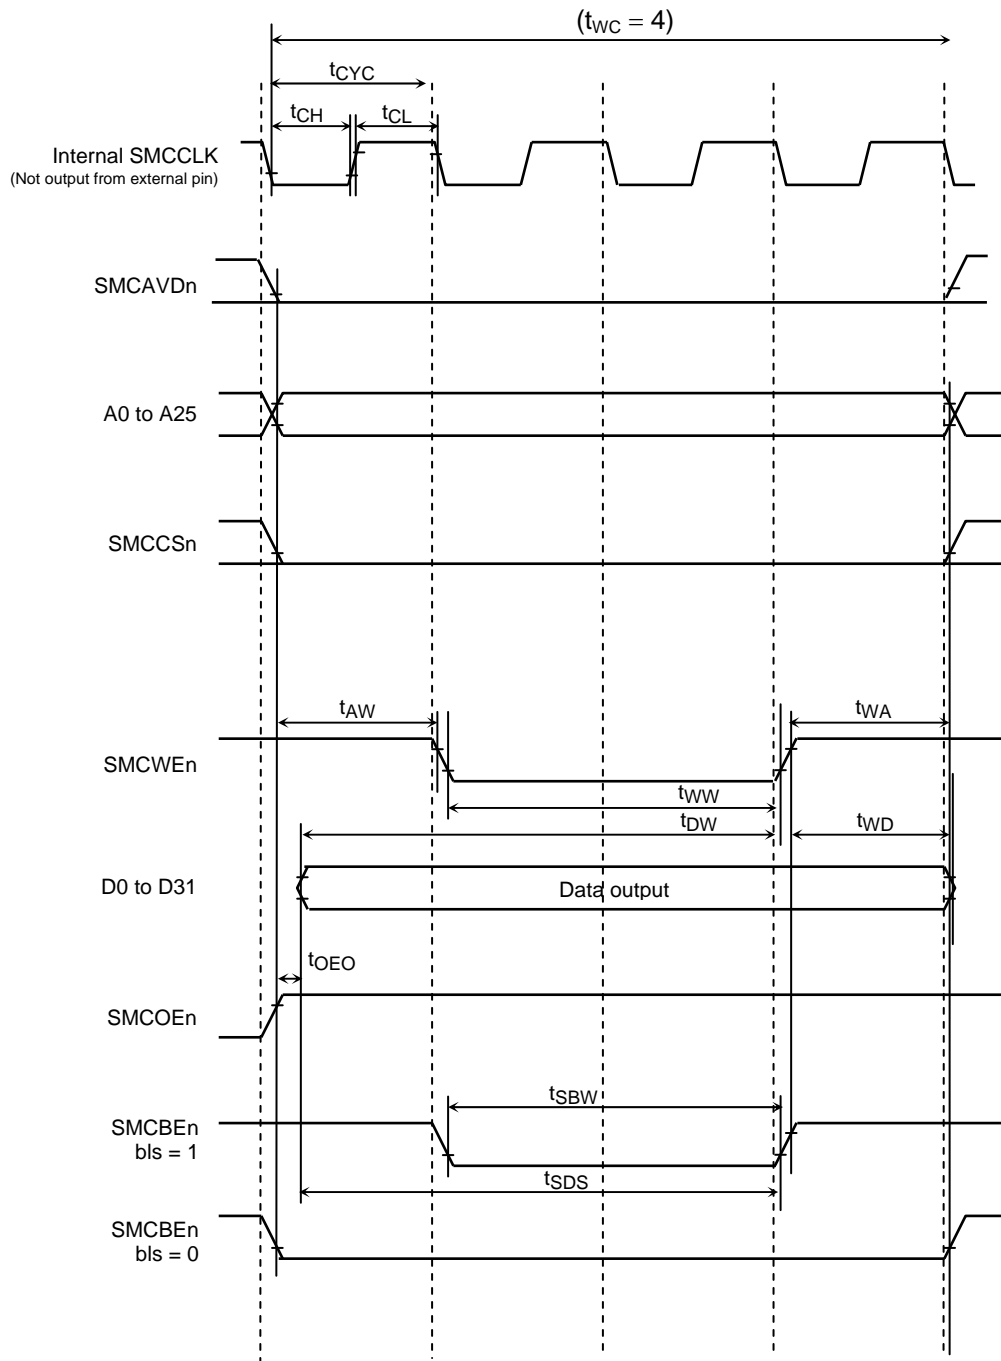 (tWC = 4)
tCYC
tCH
tCL
Internal SMCCLK
(Not output from external pin)
SMCAVDn
A0 to A25
SMCCSn
tAW
tWA
SMCWEn
tWW
tDW
tWD
D0 to D31
Data output
tOEO
SMCOEn
tSBW
SMCBEn
bls = 1
tSDS
SMCBEn
bls = 0